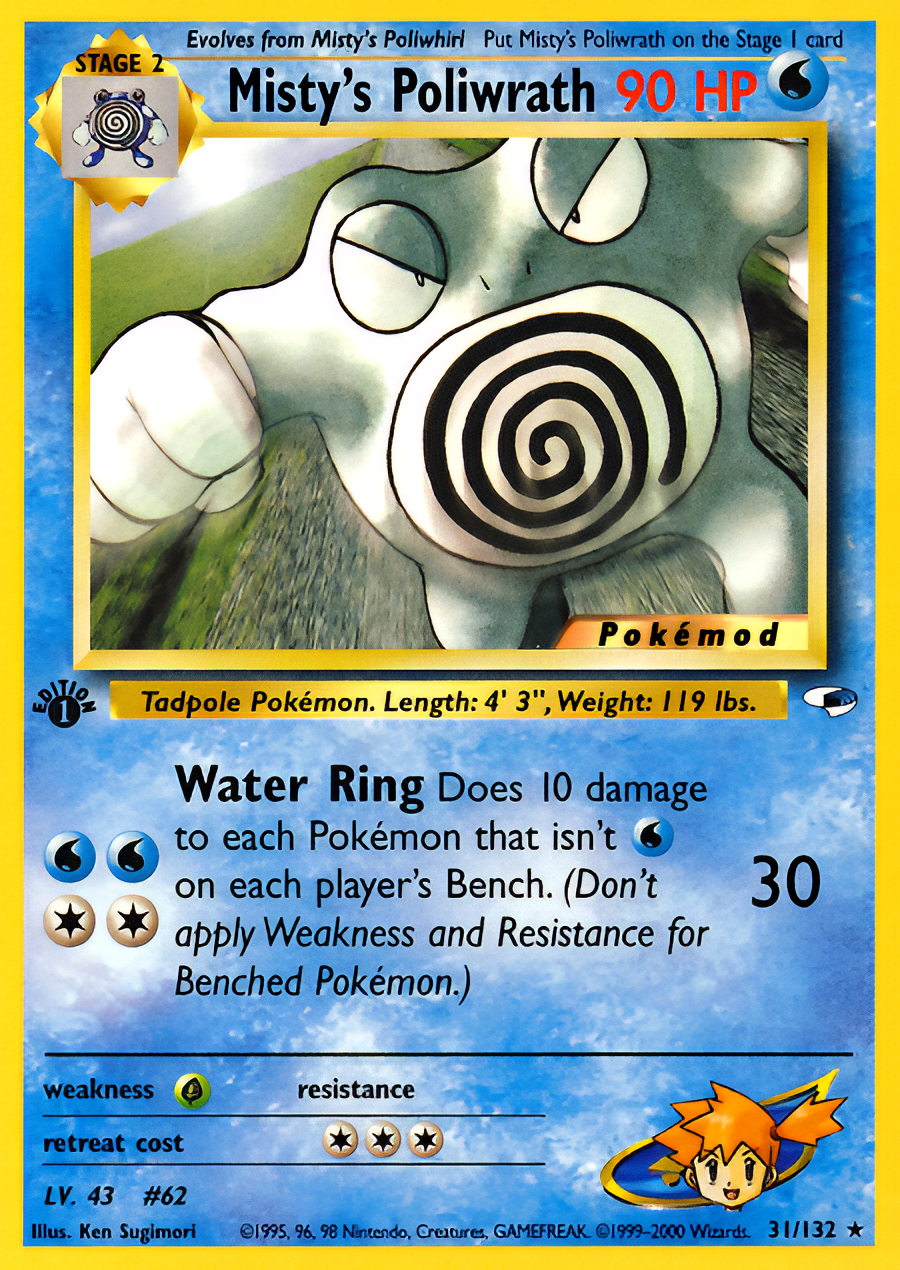 Evolves from Misty's Poliwhirl Put Misty's Poliwrath on the Stage 1 card
STAGE 2
Misty's Poliwrath 90 HP
Pokémod
EDITION
1
Tadpole Pokémon. Length: 4' 3", Weight: 119 lbs.
Water Ring Does 10 damage
to each Pokémon that isn't
on each player's Bench. (Don't
apply Weakness and Resistance for
Benched Pokémon.)
30
weakness resistance
retreat cost
LV. 43 #62
Illus. Ken Sugimori ©1995, 96, 98 Nintendo, Creatures, GAMEFREAK. ©1999-2000 Wizards. 31/132 ★